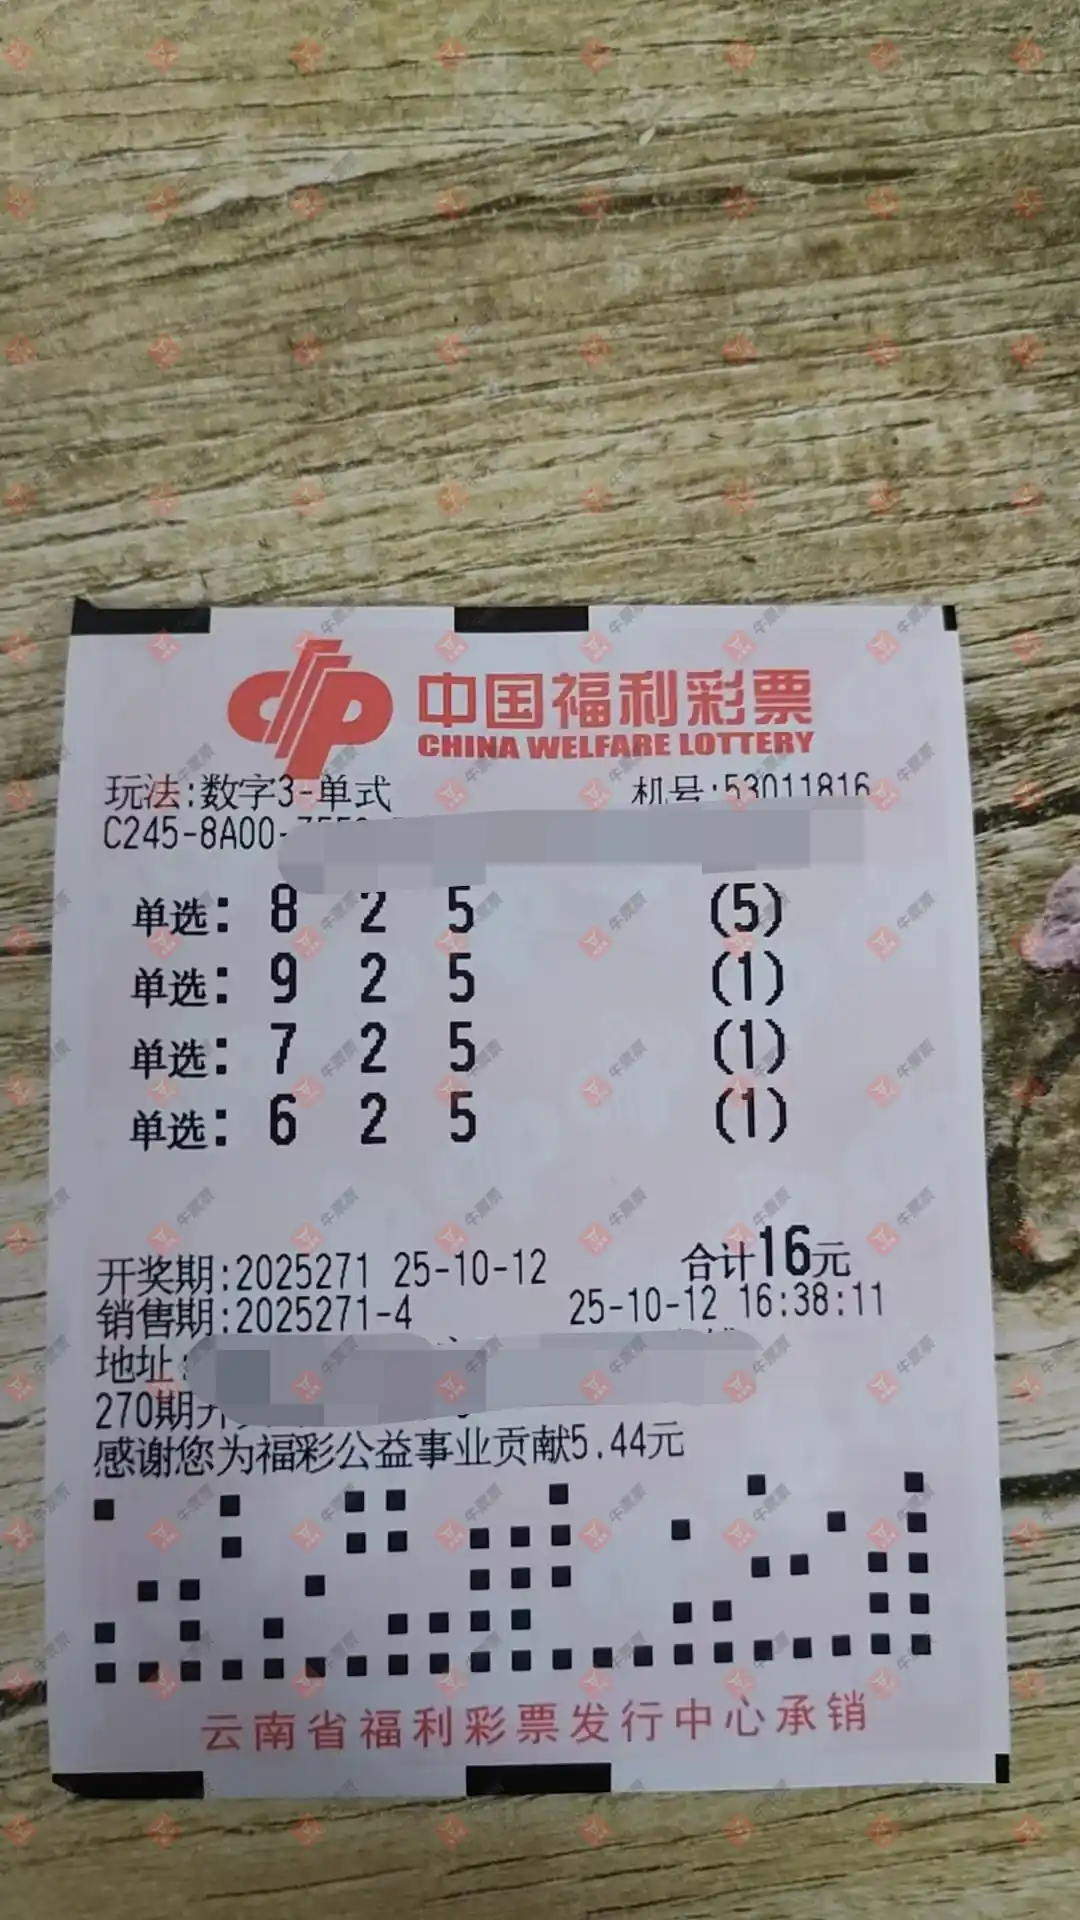 中国福利彩票
CHINA WELFARE LOTTERY
玩法:数字3-单式 机号:53011816
C245-8A00-
单选: 8 2 5 (5)
单选: 9 2 5 (1)
单选: 7 2 5 (1)
单选: 6 2 5 (1)
开奖期:2025271 25-10-12 合计16元
销售期:2025271-4 25-10-12 16:38:11
地址:
270期开
感谢您为福彩公益事业贡献5.44元
云南省福利彩票发行中心承销
牛票票